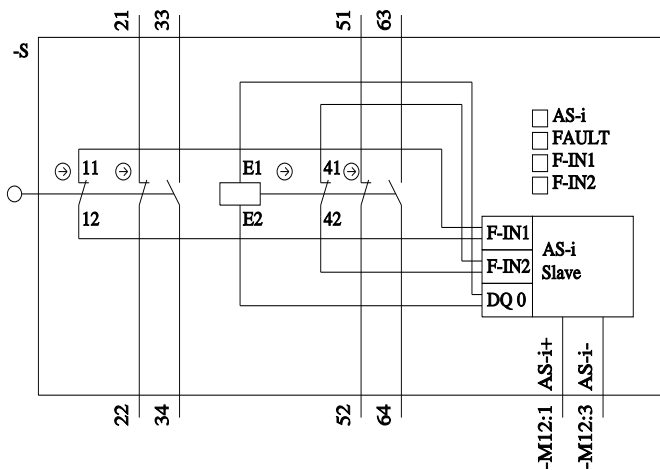 21 33 51 63
-S
AS-i
FAULT
F-IN1
F-IN2
11 E1 41
12 E2 42
F-IN1
F-IN2
DQ 0
AS-i
Slave
22 34 52 64
-M12:1 AS-i+
-M12:3 AS-i-